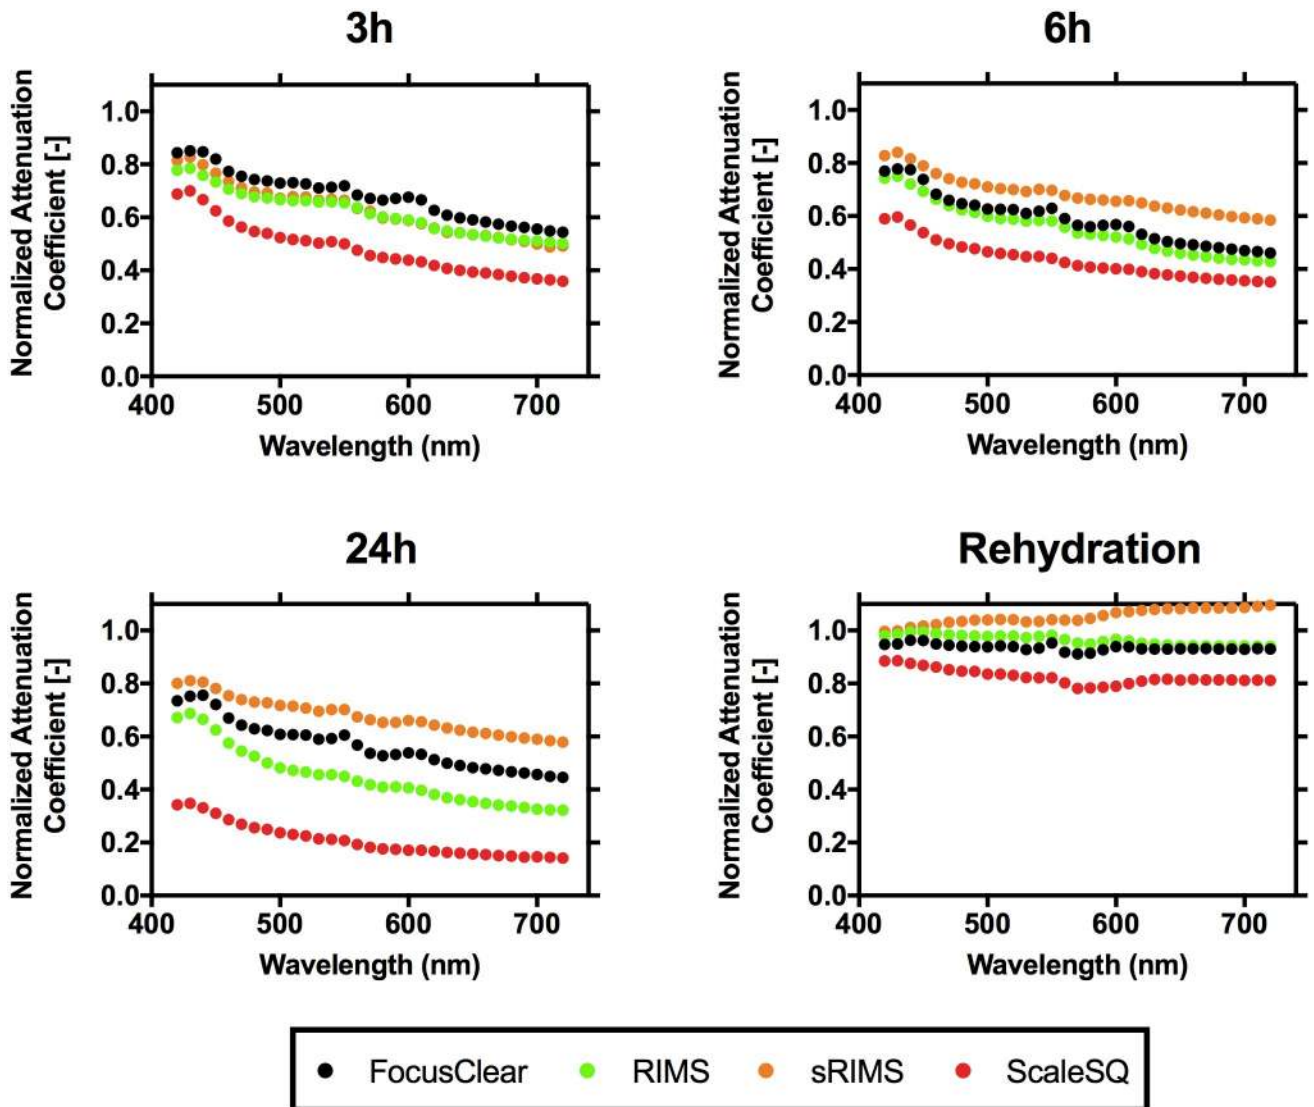 3h
Normalized Attenuation
Coefficient [-]
1.0
0.8
0.6
0.4
0.2
0.0
400
500
600
700
Wavelength (nm)
6h
Normalized Attenuation
Coefficient [-]
1.0
0.8
0.6
0.4
0.2
0.0
400
500
600
700
Wavelength (nm)
24h
Normalized Attenuation
Coefficient [-]
1.0
0.8
0.6
0.4
0.2
0.0
400
500
600
700
Wavelength (nm)
Rehydration
Normalized Attenuation
Coefficient [-]
1.0
0.8
0.6
0.4
0.2
0.0
400
500
600
700
Wavelength (nm)
FocusClear RIMS sRIMS ScaleSQ